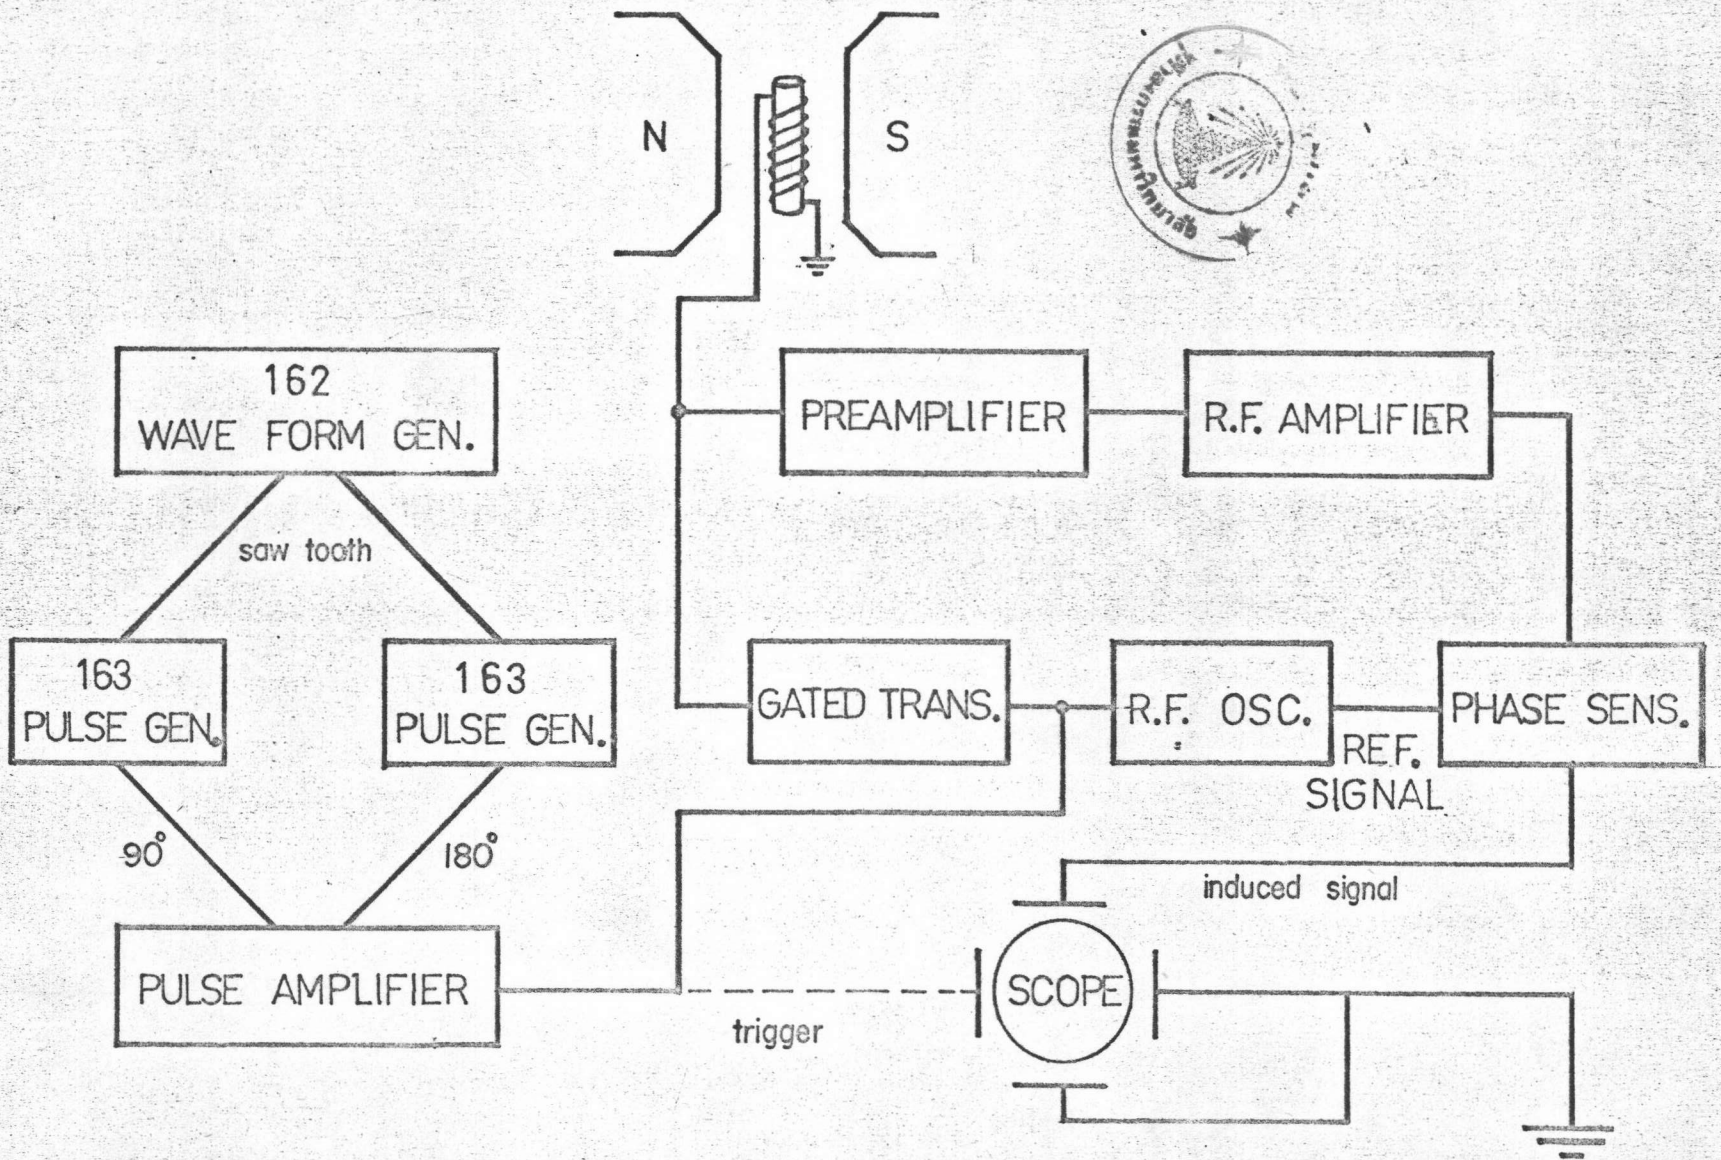 N
S
162
WAVE FORM GEN.
PREAMPLIFIER
R.F. AMPLIFIER
saw tooth
163
PULSE GEN.
163
PULSE GEN.
GATED TRANS.
R.F. OSC.
PHASE SENS.
REF.
SIGNAL
90°
180°
induced signal
PULSE AMPLIFIER
SCOPE
trigger